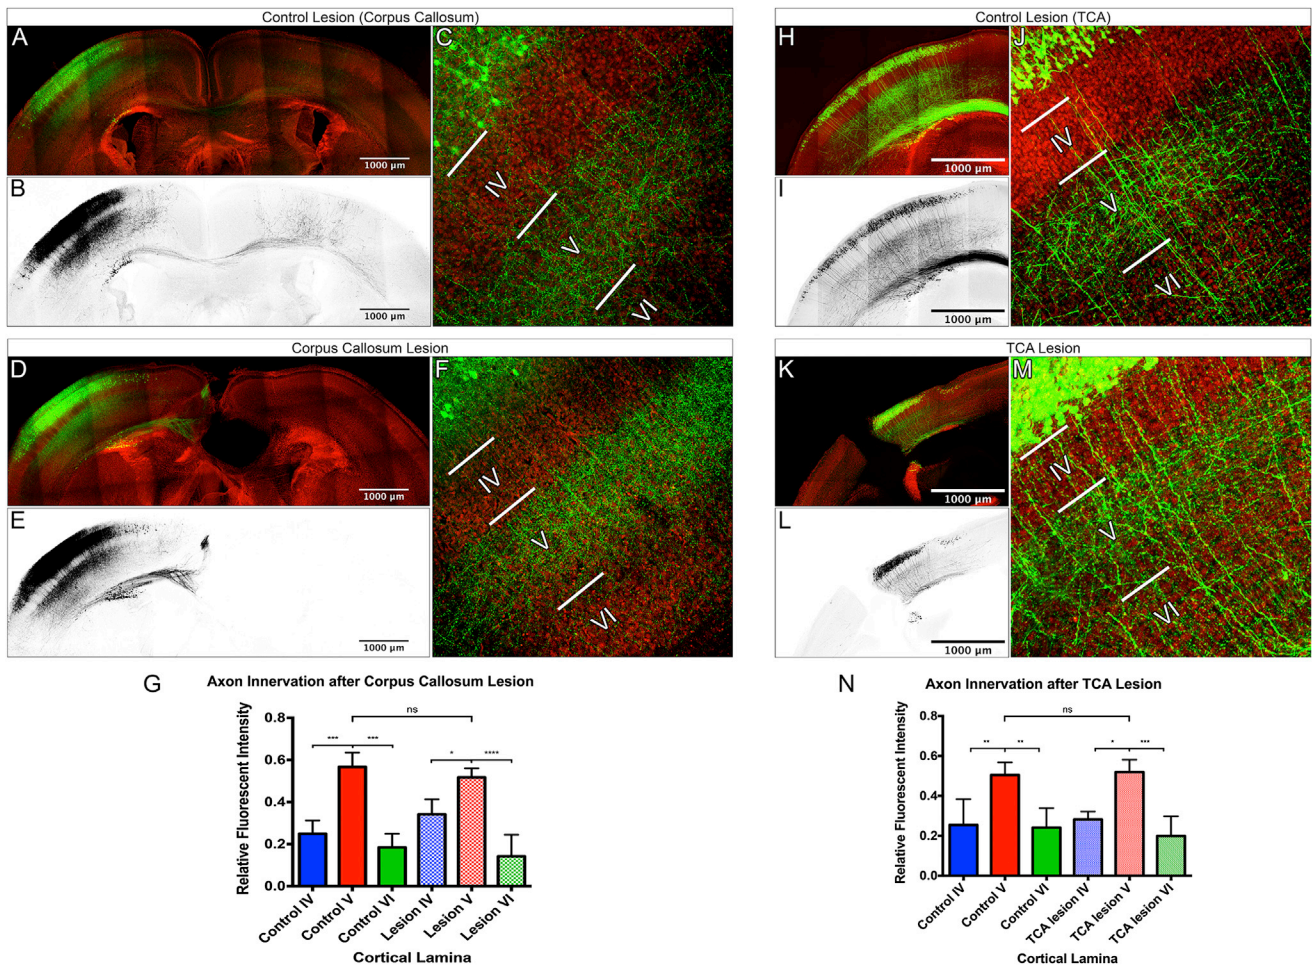 Control Lesion (Corpus Callosum)
A
1000 µm
B
1000 µm
C
IV
V
VI
Corpus Callosum Lesion
D
1000 µm
E
1000 µm
F
IV
V
VI
G
Axon Innervation after Corpus Callosum Lesion
Relative Fluorescent Intensity
0.8
0.6
0.4
0.2
0.0
ns
***
***
*
****
Control IV
Control V
Control VI
Lesion IV
Lesion V
Lesion VI
Cortical Lamina
Control Lesion (TCA)
H
1000 µm
I
1000 µm
J
IV
V
VI
TCA Lesion
K
1000 µm
L
1000 µm
M
IV
V
VI
N
Axon Innervation after TCA Lesion
Relative Fluorescent Intensity
0.8
0.6
0.4
0.2
0.0
ns
**
**
*
***
Control IV
Control V
Control VI
TCA lesion IV
TCA lesion V
TCA lesion VI
Cortical Lamina